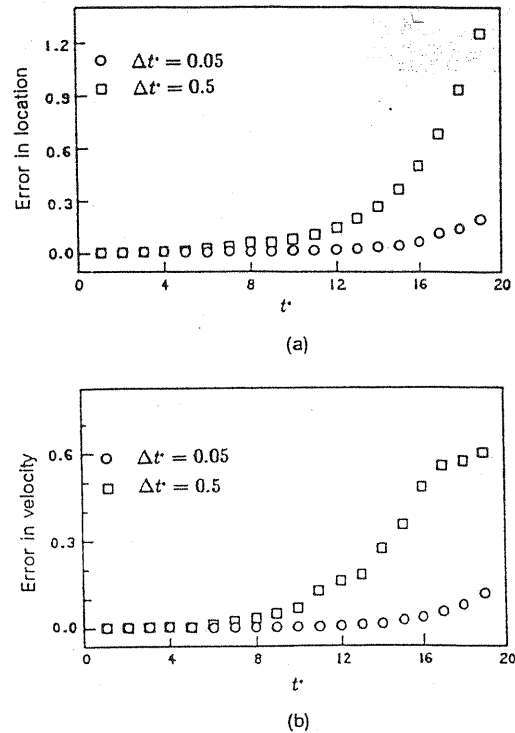 1.2
0.9
0.6
0.3
0.0
Error in location
Δt* = 0.05
Δt* = 0.5
0 4 8 12 16 20
t*
(a)
0.6
0.3
0.0
Error in velocity
Δt* = 0.05
Δt* = 0.5
0 4 8 12 16 20
t*
(b)